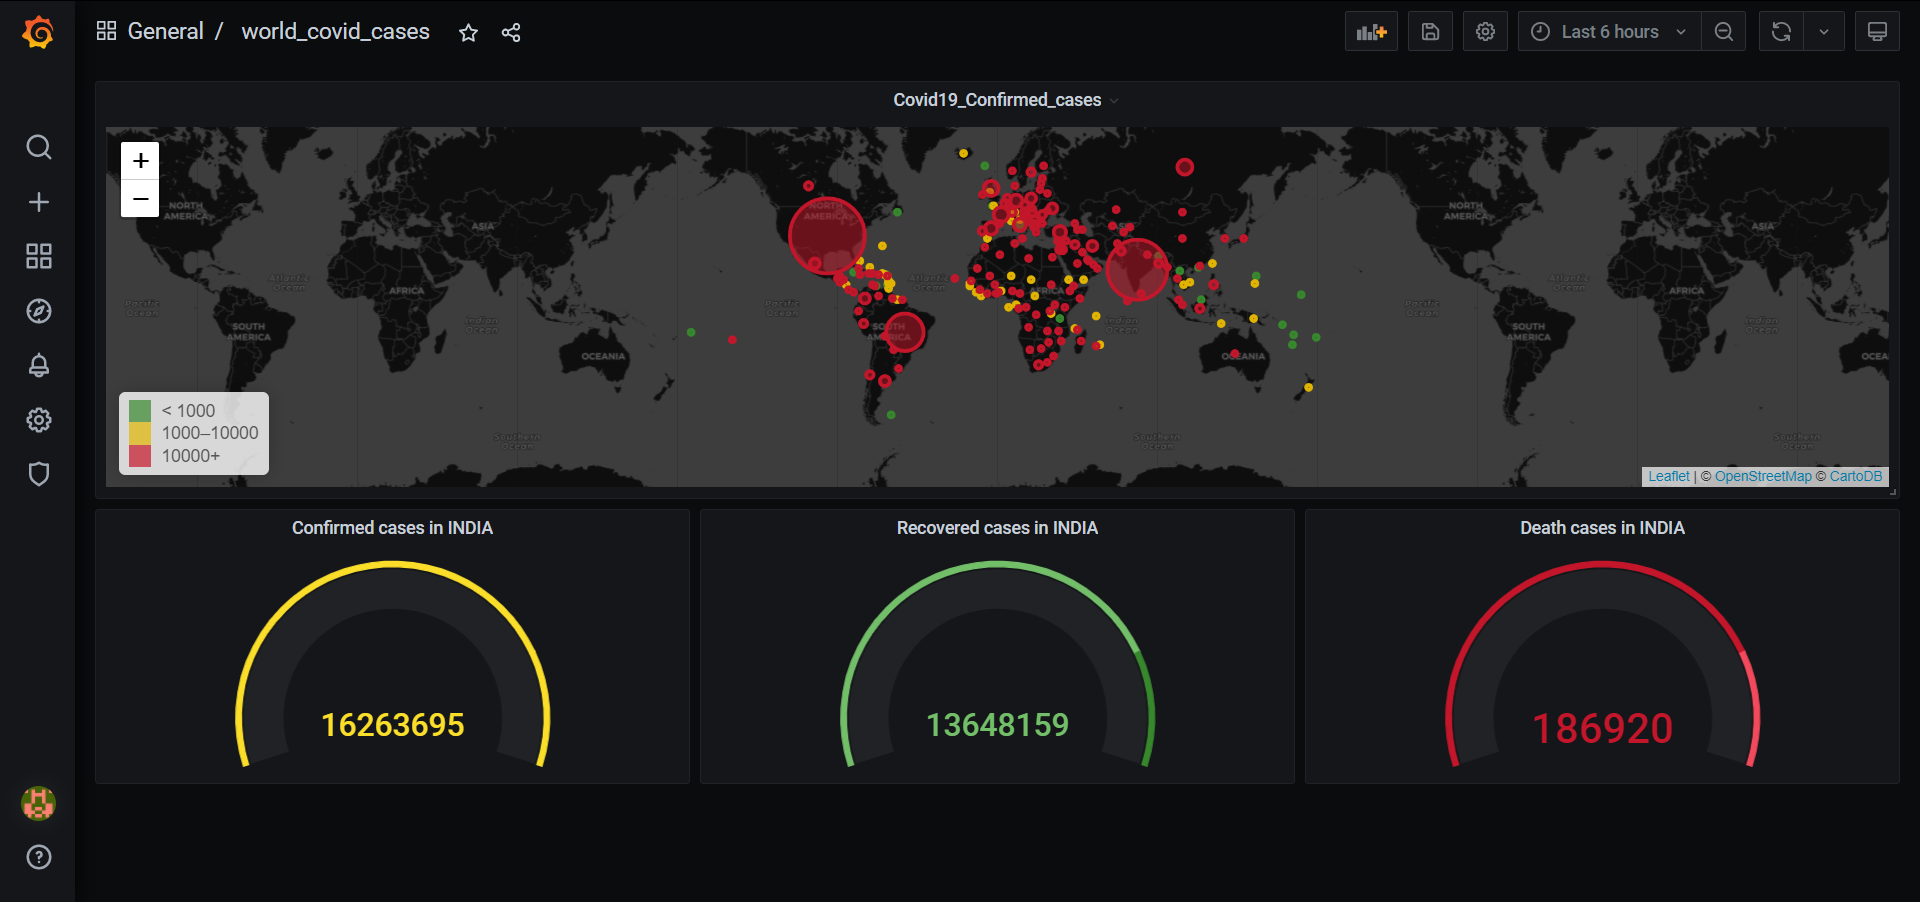 General / world_covid_cases
Last 6 hours
Covid19_Confirmed_cases
+
−
NORTH AMERICA
ASIA
Atlantic Ocean
Pacific Ocean
AFRICA
Indian Ocean
SOUTH AMERICA
OCEANIA
Southern Ocean
NORTH AMERICA
Pacific Ocean
Atlantic Ocean
AFRICA
Indian Ocean
SOUTH AMERICA
OCEANIA
Southern Ocean
NORTH AMERICA
ASIA
Atlantic Ocean
Pacific Ocean
AFRICA
Indian Ocean
SOUTH AMERICA
OCEA
Southern Ocean
< 1000
1000–10000
10000+
Leaflet | © OpenStreetMap © CartoDB
Confirmed cases in INDIA
16263695
Recovered cases in INDIA
13648159
Death cases in INDIA
186920
?